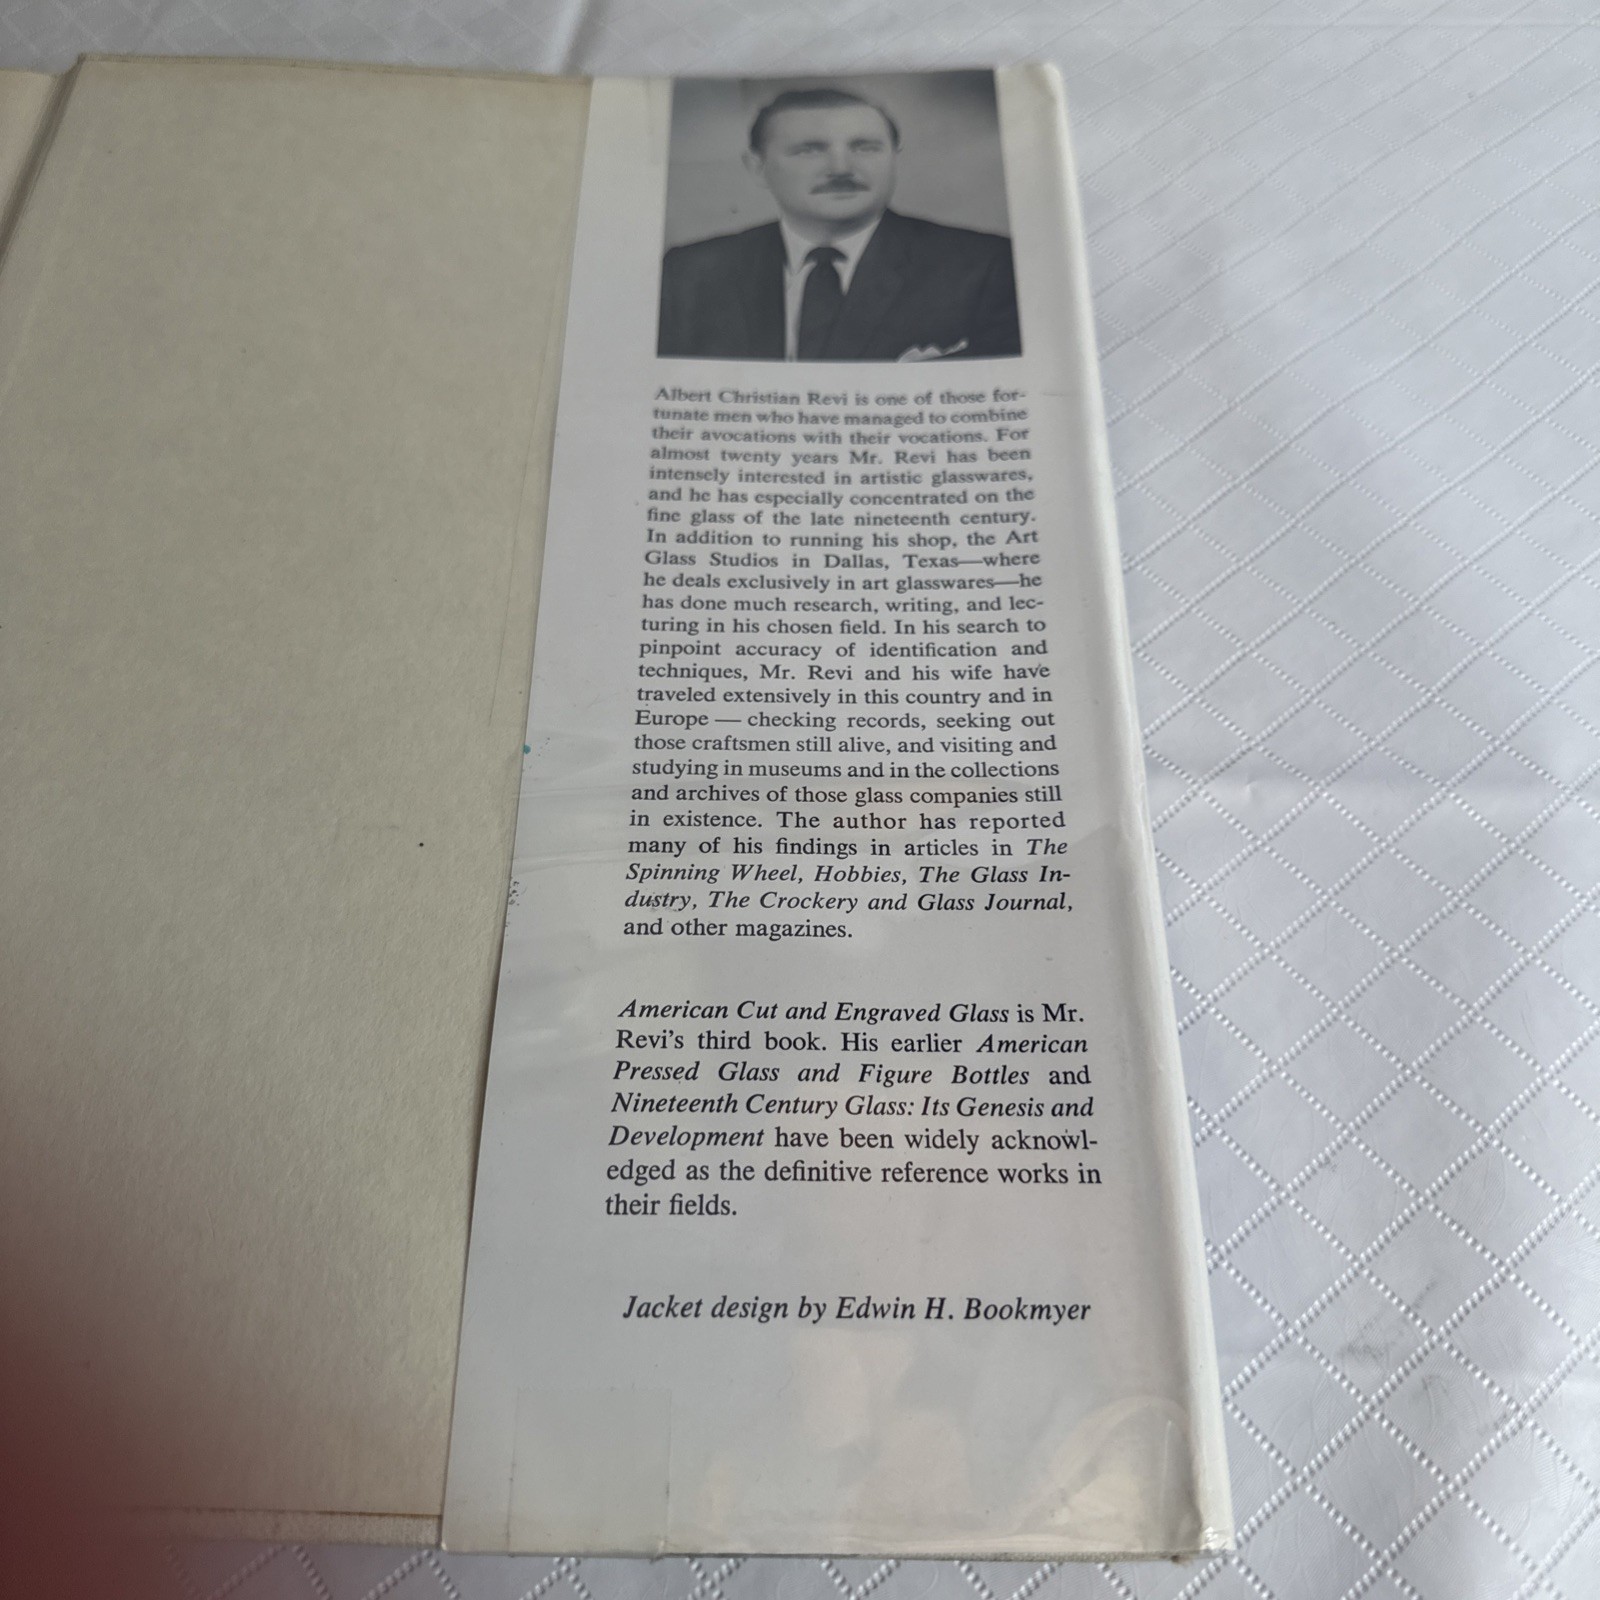 Albert Christian Revi is one of those for-
tunate men who have managed to combine
their avocations with their vocations. For
almost twenty years Mr. Revi has been
intensely interested in artistic glasswares,
and he has especially concentrated on the
fine glass of the late nineteenth century.
In addition to running his shop, the Art
Glass Studios in Dallas, Texas—where
he deals exclusively in art glasswares—he
has done much research, writing, and lec-
turing in his chosen field. In his search to
pinpoint accuracy of identification and
techniques, Mr. Revi and his wife have
traveled extensively in this country and in
Europe — checking records, seeking out
those craftsmen still alive, and visiting and
studying in museums and in the collections
and archives of those glass companies still
in existence. The author has reported
many of his findings in articles in The
Spinning Wheel, Hobbies, The Glass In-
dustry, The Crockery and Glass Journal,
and other magazines.
American Cut and Engraved Glass is Mr.
Revi's third book. His earlier American
Pressed Glass and Figure Bottles and
Nineteenth Century Glass: Its Genesis and
Development have been widely acknowl-
edged as the definitive reference works in
their fields.
Jacket design by Edwin H. Bookmyer